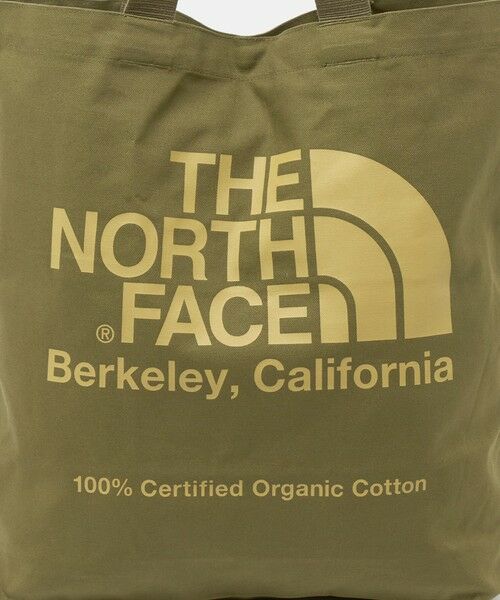 THE
NORTH
® FACE
Berkeley, California
100% Certified Organic Cotton